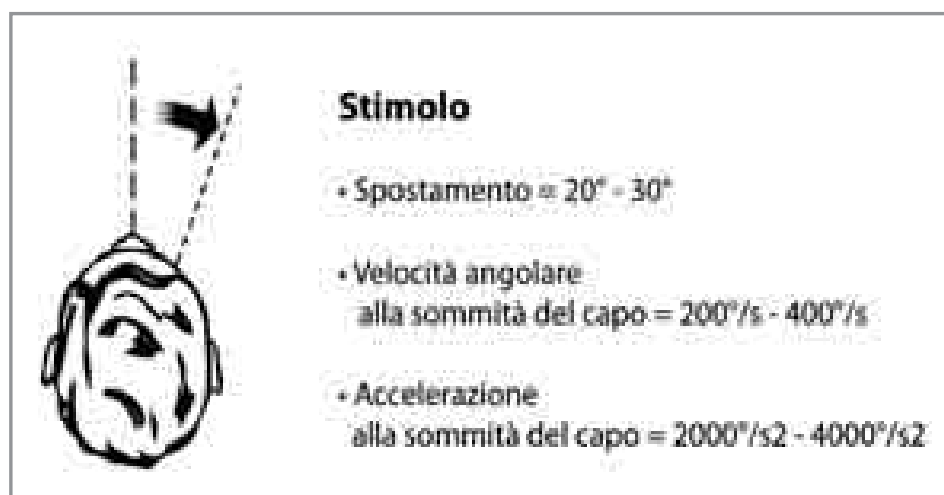 Stimolo
• Spostamento = 20° - 30°
• Velocità angolare
alla sommità del capo = 200°/s - 400°/s
• Accelerazione
alla sommità del capo = 2000°/s2 - 4000°/s2